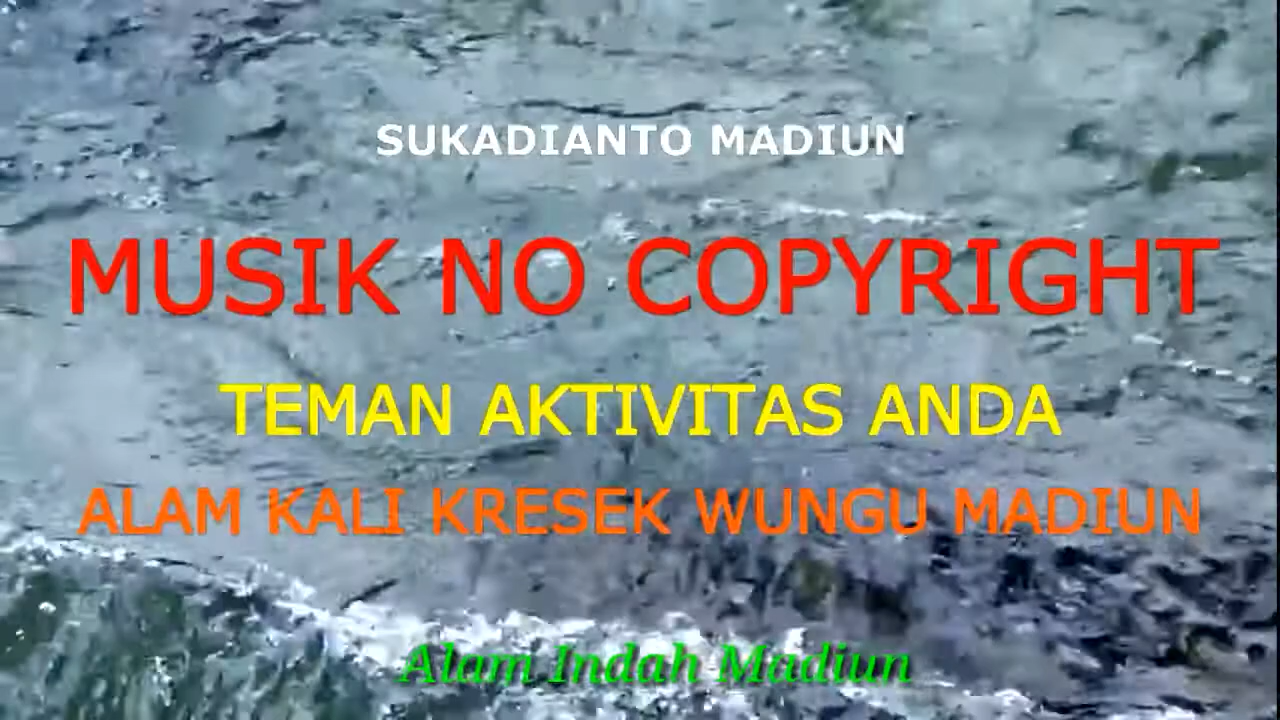 SUKADIANTO MADIUN
MUSIK NO COPYRIGHT
TEMAN AKTIVITAS ANDA
ALAM KALI KRESEK WUNGU MADIUN
Alam Indah Madiun